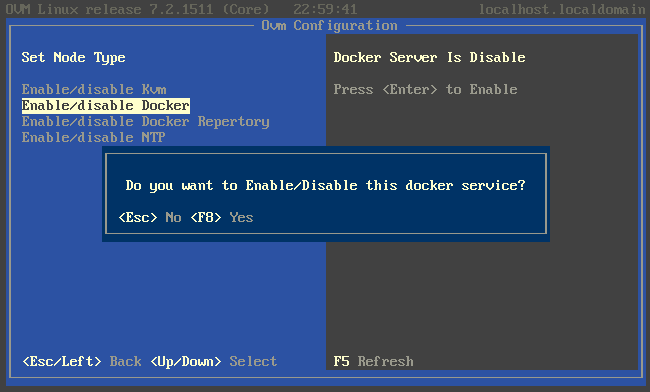 OVM Linux release 7.2.1511 (Core) 22:59:41 localhost.localdomain
Ovm Configuration
Set Node Type
Docker Server Is Disable
Enable/disable Kvm
Press <Enter> to Enable
Enable/disable Docker
Enable/disable Docker Repertory
Enable/disable NTP
Do you want to Enable/Disable this docker service?
<Esc> No <F8> Yes
<Esc/Left> Back <Up/Down> Select
F5 Refresh